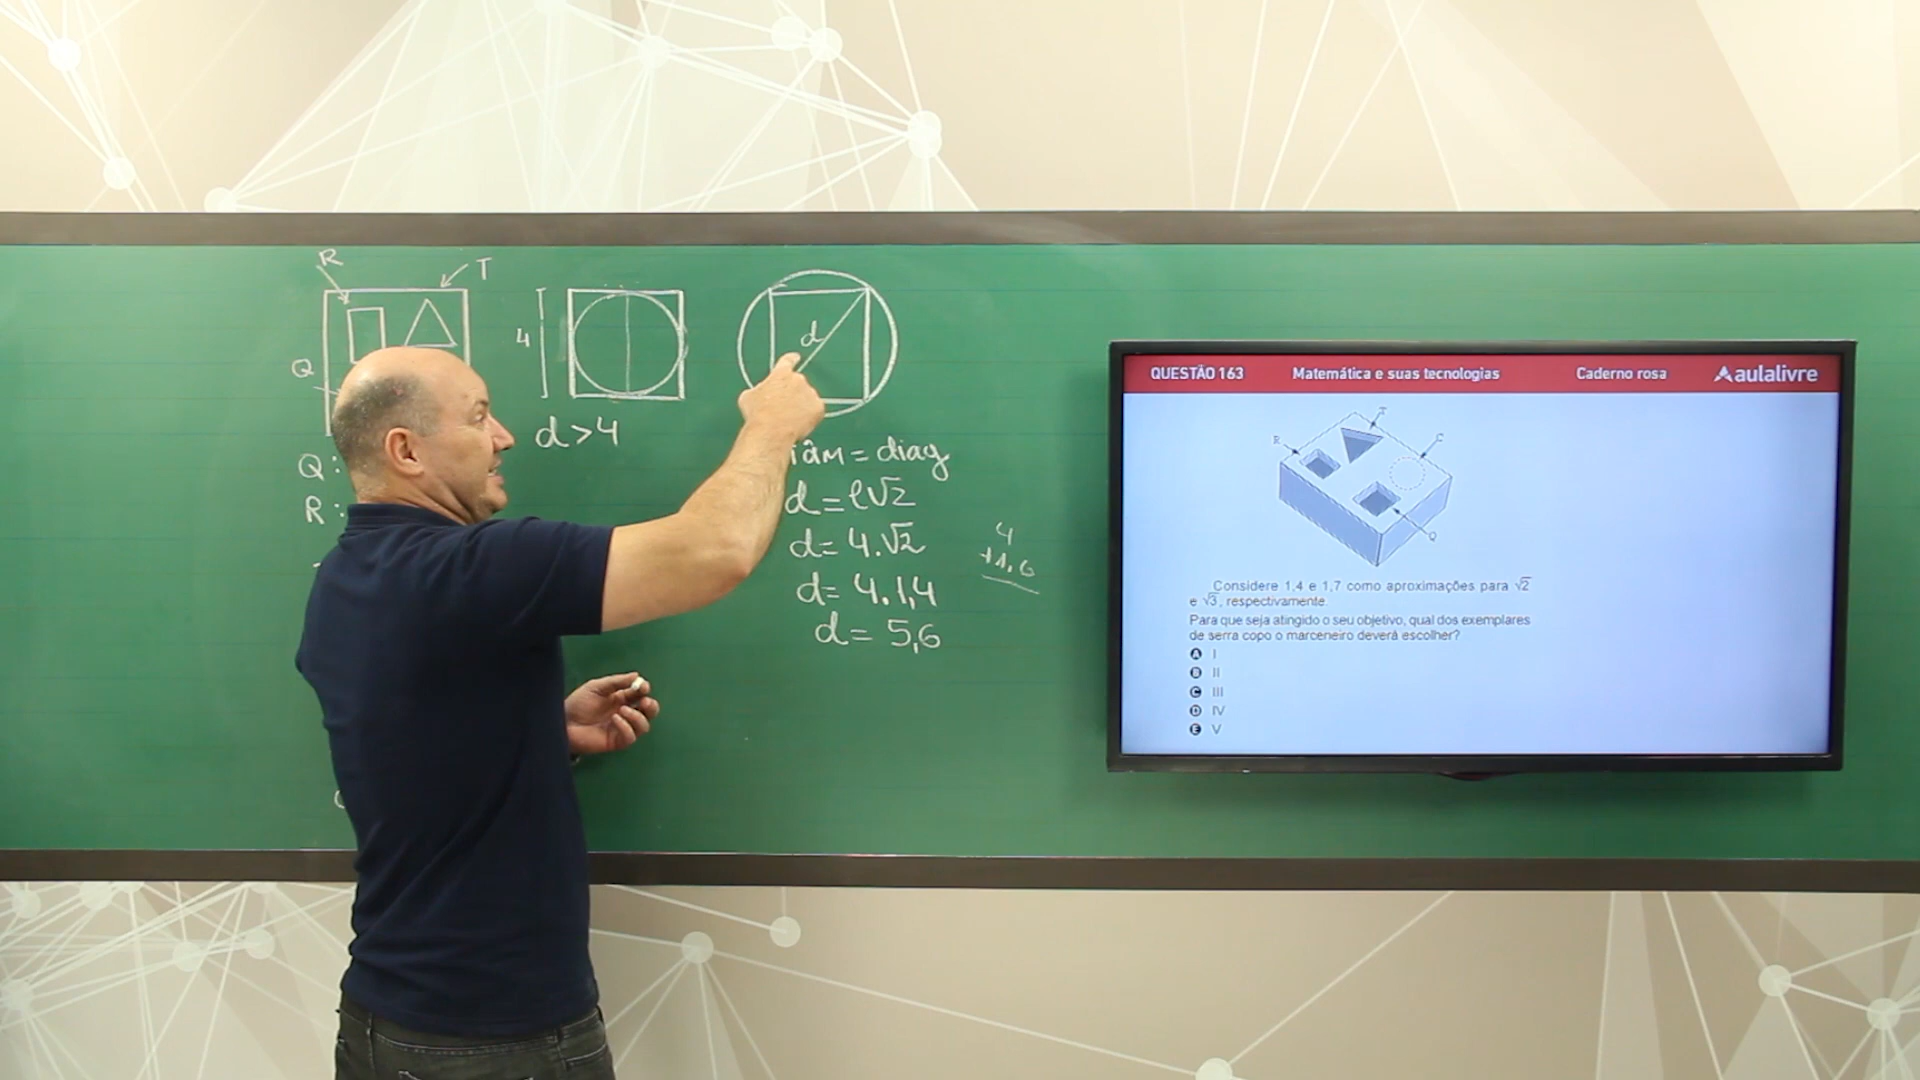 R
T
Q
Q:
R:
4
d>4
d
iâm = diag
d = ℓ√2
d = 4.√2
d = 4.1,4
d = 5,6
4
+1,6
QUESTÃO 163 Matemática e suas tecnologias Caderno rosa aulalivre
R
T
C
Q
Considere 1,4 e 1,7 como aproximações para √2
e √3, respectivamente.
Para que seja atingido o seu objetivo, qual dos exemplares
de serra copo o marceneiro deverá escolher?
A I
B II
C III
D IV
E V